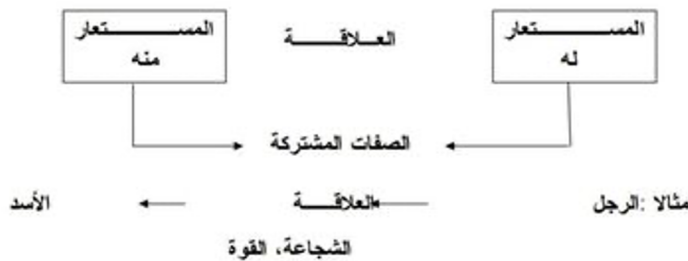 المستعار له
العلاقة
المستعار منه
الصفات المشتركة
مثالا :الرجل العلاقة الأسد
الشجاعة، القوة